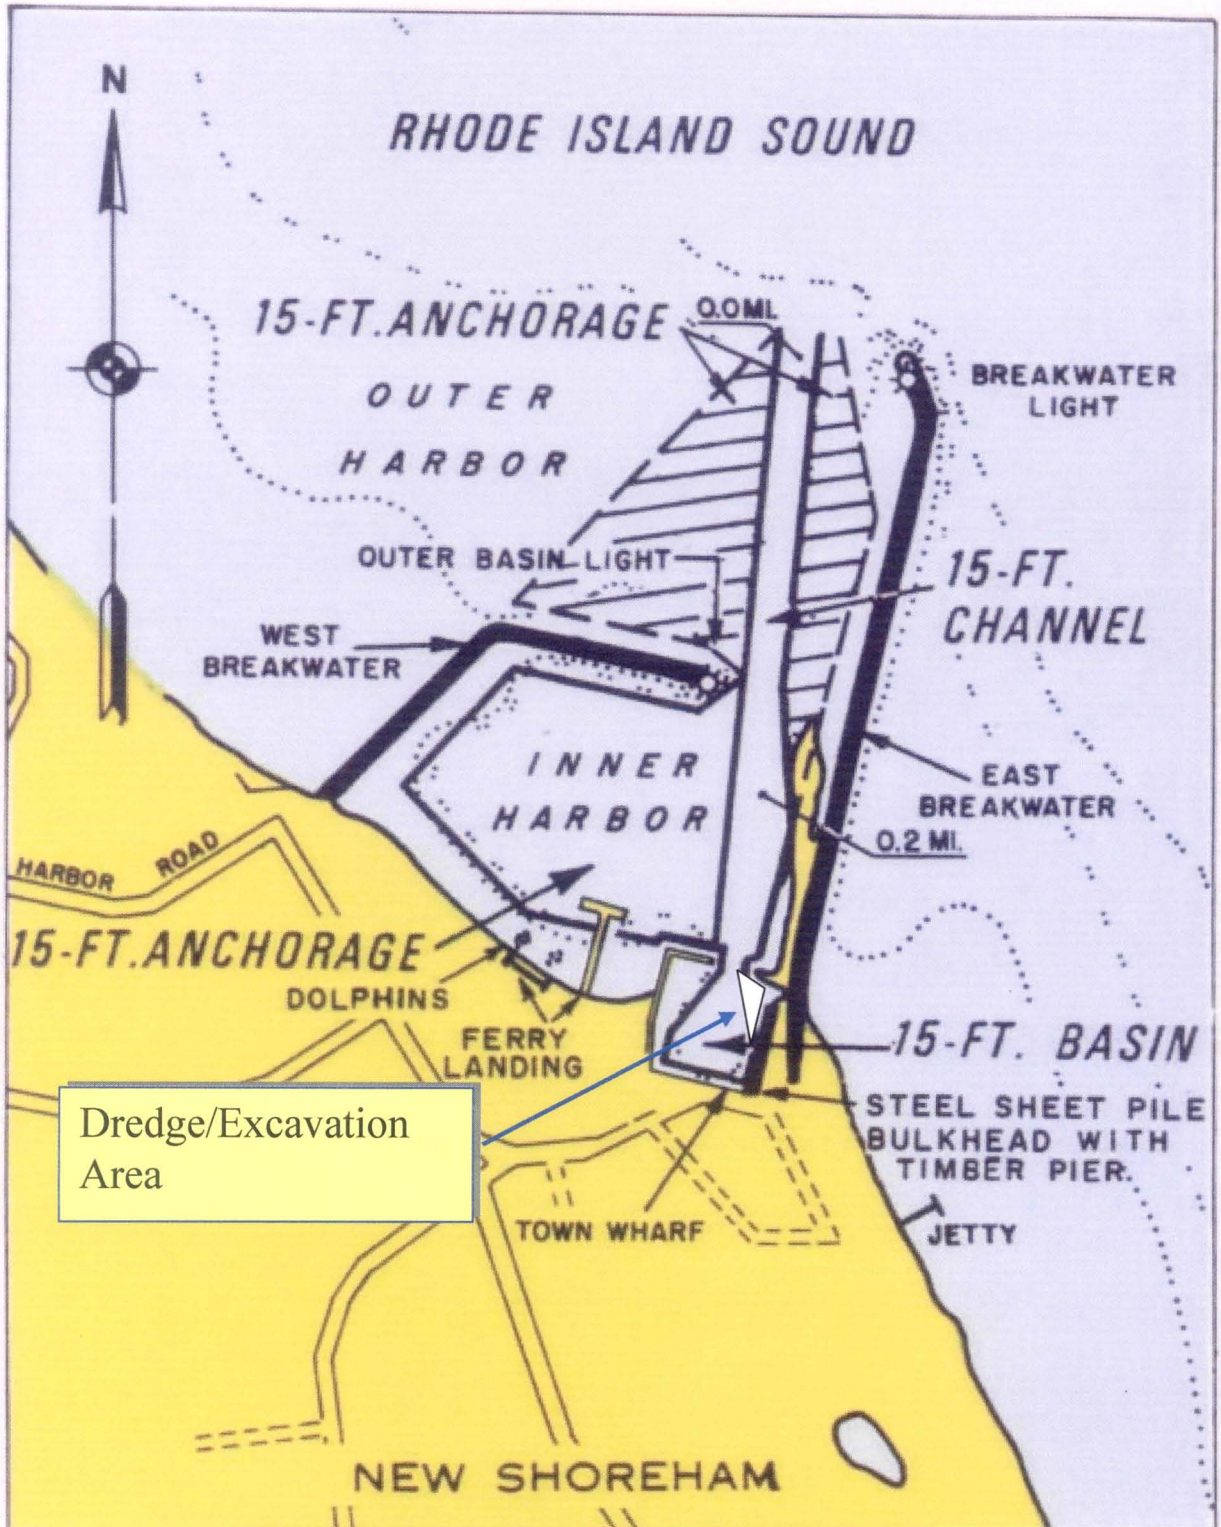 N
RHODE ISLAND SOUND
15-FT. ANCHORAGE
0.0 MI.
OUTER
HARBOR
BREAKWATER
LIGHT
OUTER BASIN LIGHT
15-FT.
CHANNEL
WEST
BREAKWATER
INNER
HARBOR
EAST
BREAKWATER
0.2 MI.
HARBOR ROAD
15-FT. ANCHORAGE
DOLPHINS
FERRY
LANDING
15-FT. BASIN
Dredge/Excavation
Area
STEEL SHEET PILE
BULKHEAD WITH
TIMBER PIER.
TOWN WHARF
JETTY
NEW SHOREHAM